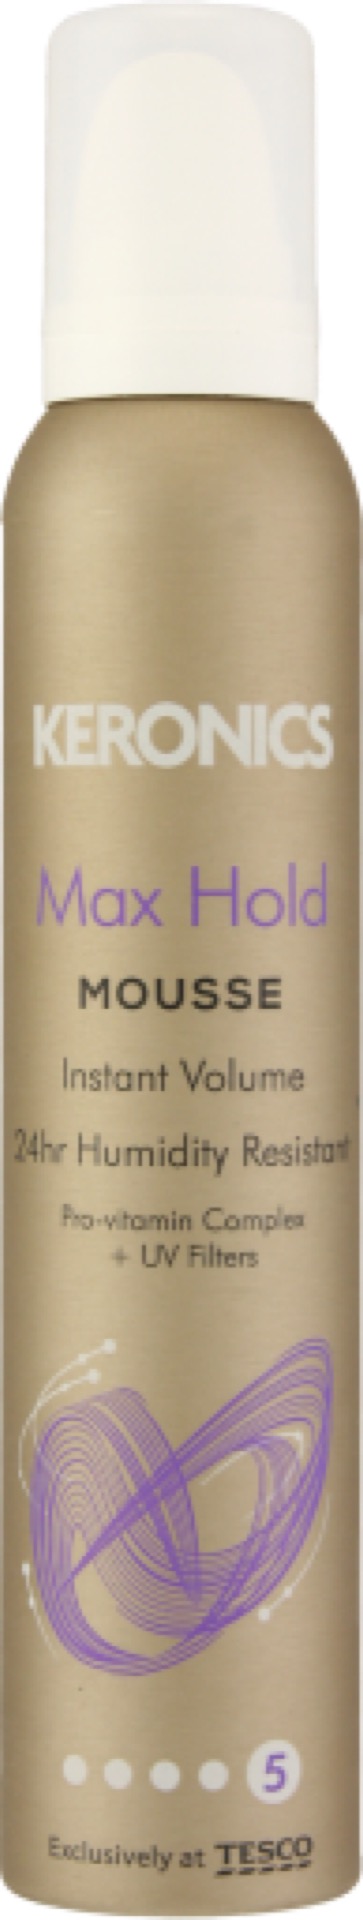 KERONICS
Max Hold
MOUSSE
Instant Volume
24hr Humidity Resistant
Pro-vitamin Complex
+ UV Filters
5
Exclusively at TESCO